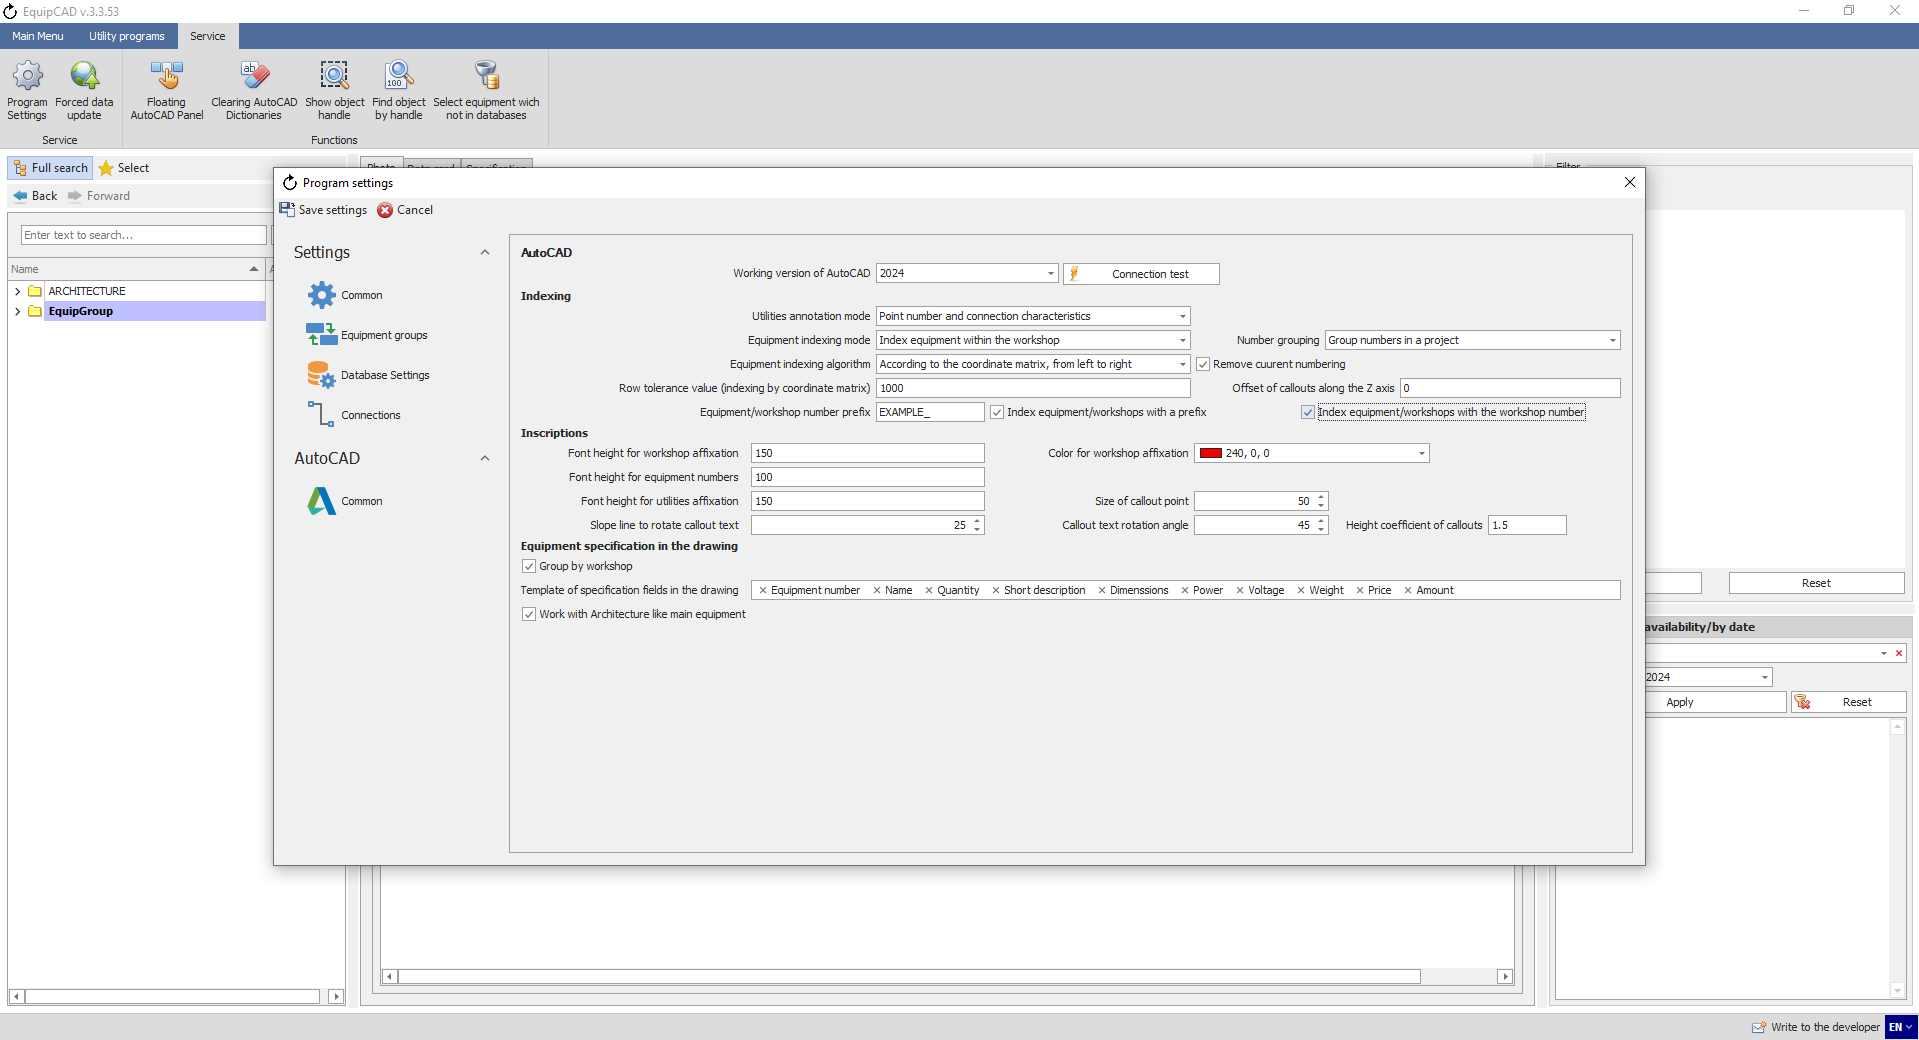 EquipCAD v.3.3.53
Main Menu Utility programs Service
Program Settings
Forced data update
Floating AutoCAD Panel
Clearing AutoCAD Dictionaries
Show object handle
Find object by handle
Select equipment wich not in databases
Service Functions
Full search Select
Back Forward
Enter text to search...
Name
ARCHITECTURE
EquipGroup
Program settings
Save settings Cancel
Settings
Common
Equipment groups
Database Settings
Connections
AutoCAD
Common
AutoCAD
Working version of AutoCAD 2024 Connection test
Indexing
Utilities annotation mode Point number and connection characteristics
Equipment indexing mode Index equipment within the workshop Number grouping Group numbers in a project
Equipment indexing algorithm According to the coordinate matrix, from left to right Remove cuurent numbering
Row tolerance value (indexing by coordinate matrix) 1000 Offset of callouts along the Z axis 0
Equipment/workshop number prefix EXAMPLE_ Index equipment/workshops with a prefix Index equipment/workshops with the workshop number
Inscriptions
Font height for workshop affixation 150 Color for workshop affixation 240, 0, 0
Font height for equipment numbers 100
Font height for utilities affixation 150 Size of callout point 50
Slope line to rotate callout text 25 Callout text rotation angle 45 Height coefficient of callouts 1.5
Equipment specification in the drawing
Group by workshop
Template of specification fields in the drawing × Equipment number × Name × Quantity × Short description × Dimenssions × Power × Voltage × Weight × Price × Amount
Work with Architecture like main equipment
Reset
availability/by date
2024
Apply Reset
Write to the developer EN